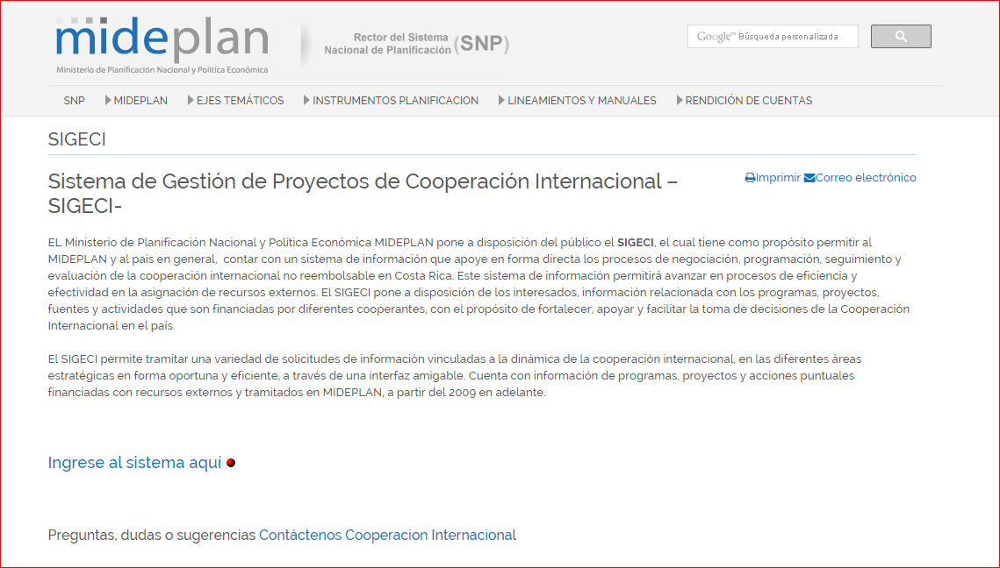 mideplan
Ministerio de Planificación Nacional y Política Económica
Rector del Sistema
Nacional de Planificación (SNP)
Google™ Búsqueda personalizada
SNP MIDEPLAN EJES TEMÁTICOS INSTRUMENTOS PLANIFICACION LINEAMIENTOS Y MANUALES RENDICIÓN DE CUENTAS
SIGECI
Sistema de Gestión de Proyectos de Cooperación Internacional –
SIGECI-
Imprimir Correo electrónico
EL Ministerio de Planificación Nacional y Política Económica MIDEPLAN pone a disposición del público el SIGECI, el cual tiene como propósito permitir al
MIDEPLAN y al país en general, contar con un sistema de información que apoye en forma directa los procesos de negociación, programación, seguimiento y
evaluación de la cooperación internacional no reembolsable en Costa Rica. Este sistema de información permitirá avanzar en procesos de eficiencia y
efectividad en la asignación de recursos externos. El SIGECI pone a disposición de los interesados, información relacionada con los programas, proyectos,
fuentes y actividades que son financiadas por diferentes cooperantes, con el propósito de fortalecer, apoyar y facilitar la toma de decisiones de la Cooperación
Internacional en el país.
El SIGECI permite tramitar una variedad de solicitudes de información vinculadas a la dinámica de la cooperación internacional, en las diferentes áreas
estratégicas en forma oportuna y eficiente, a través de una interfaz amigable. Cuenta con información de programas, proyectos y acciones puntuales
financiadas con recursos externos y tramitados en MIDEPLAN, a partir del 2009 en adelante.
Ingrese al sistema aquí
Preguntas, dudas o sugerencias Contáctenos Cooperacion Internacional